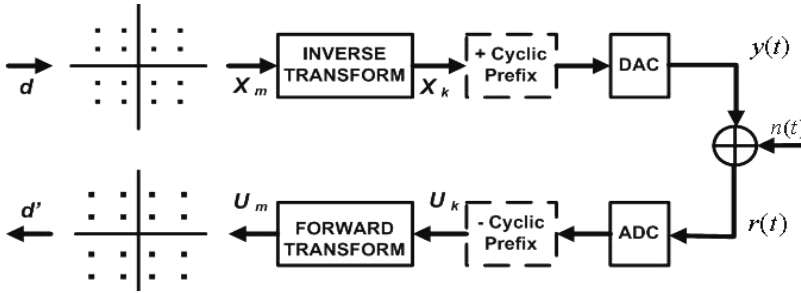 y(t)
INVERSE
TRANSFORM
+ Cyclic
Prefix
DAC
d
X m
X k
n(t)
d'
U m
FORWARD
TRANSFORM
U k
- Cyclic
Prefix
ADC
r(t)